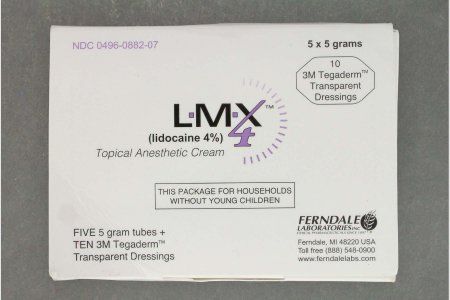 NDC 0496-0882-07
5 x 5 grams
10
3M Tegaderm™
Transparent
Dressings
L·M·X™
4
(lidocaine 4%)
Topical Anesthetic Cream
THIS PACKAGE FOR HOUSEHOLDS
WITHOUT YOUNG CHILDREN
FIVE 5 gram tubes +
TEN 3M Tegaderm™
Transparent Dressings
FERNDALE
LABORATORIES INC.
Ferndale, MI 48220 USA
Toll free (888) 548-0900
www.ferndalelabs.com